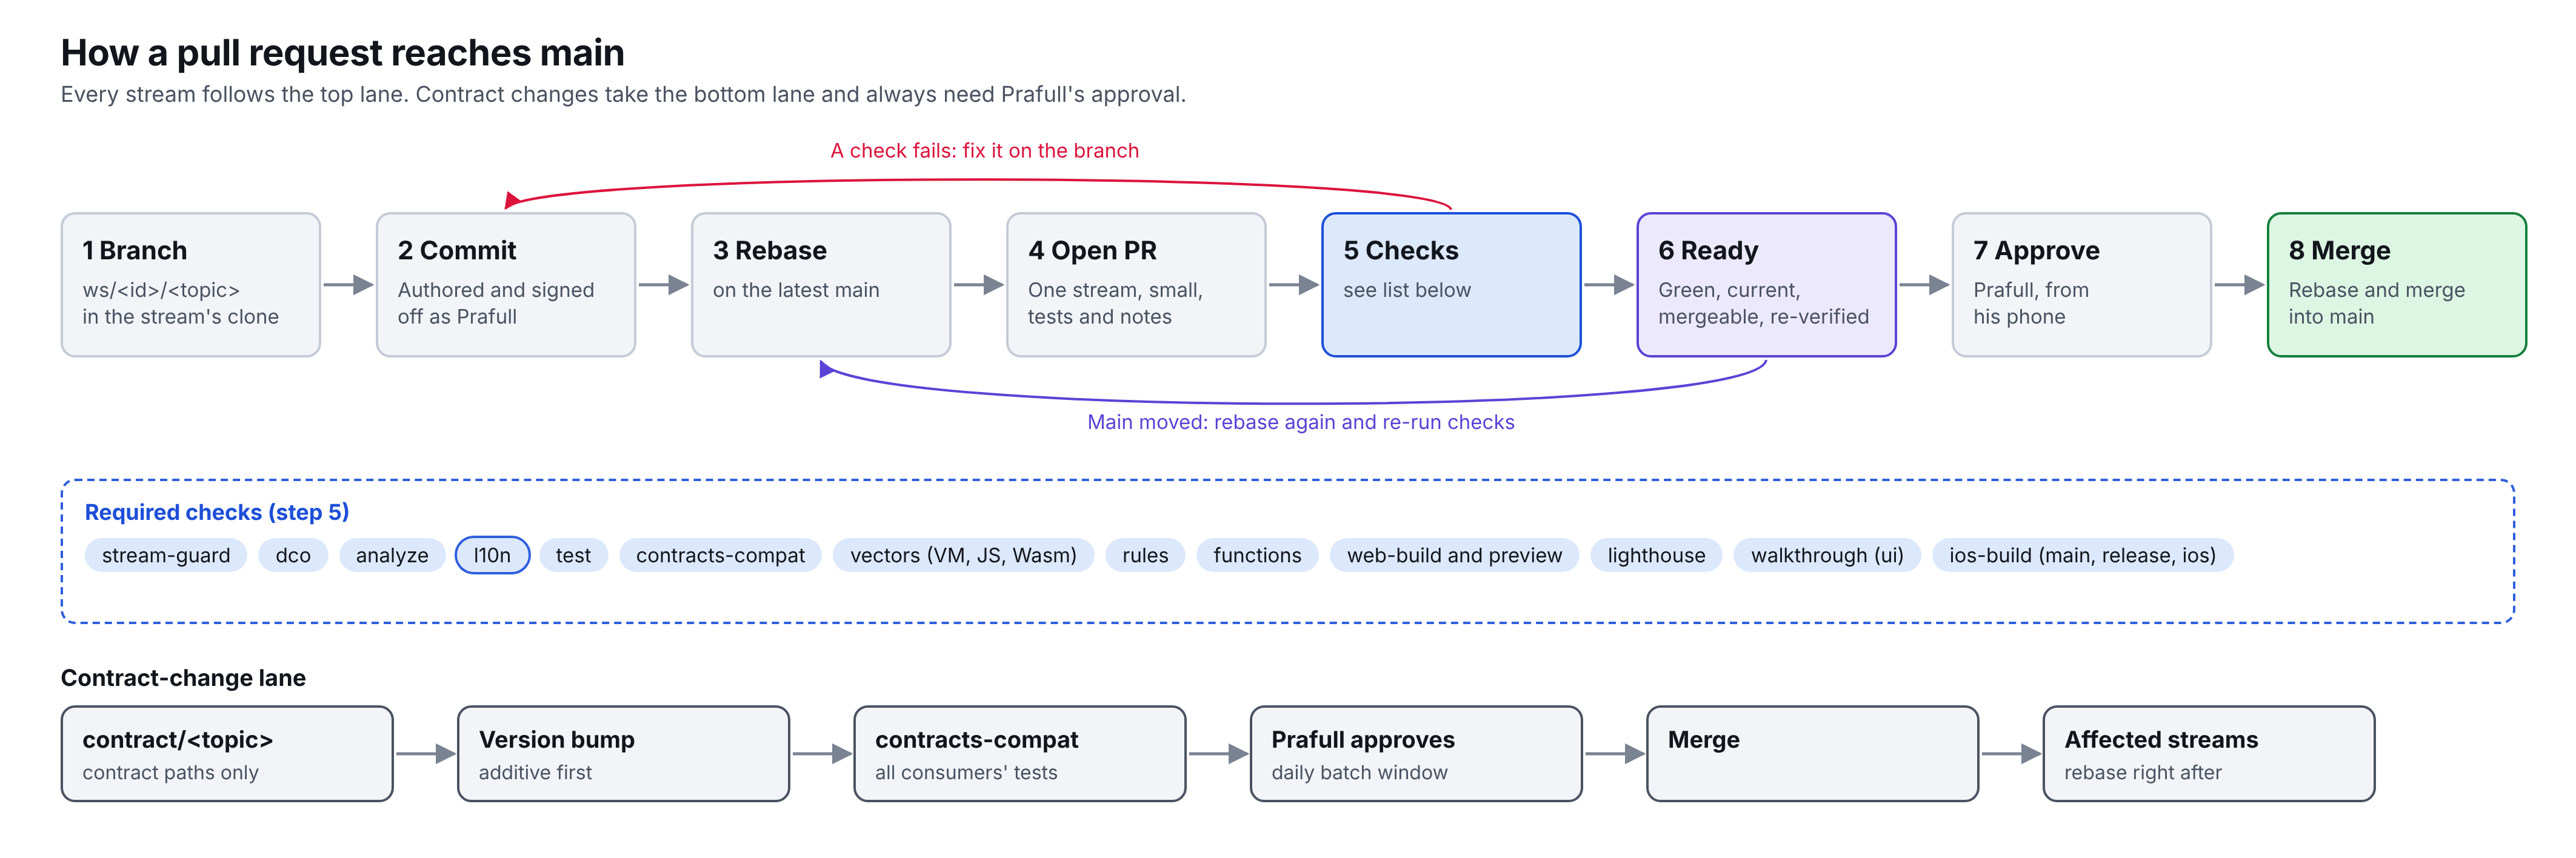 How a pull request reaches main
Every stream follows the top lane. Contract changes take the bottom lane and always need Prafull's approval.
A check fails: fix it on the branch
1 Branch
ws/<id>/<topic>
in the stream's clone
2 Commit
Authored and signed
off as Prafull
3 Rebase
on the latest main
4 Open PR
One stream, small,
tests and notes
5 Checks
see list below
6 Ready
Green, current,
mergeable, re-verified
7 Approve
Prafull, from
his phone
8 Merge
Rebase and merge
into main
Main moved: rebase again and re-run checks
Required checks (step 5)
stream-guard dco analyze l10n test contracts-compat vectors (VM, JS, Wasm) rules functions web-build and preview lighthouse walkthrough (ui) ios-build (main, release, ios)
Contract-change lane
contract/<topic>
contract paths only
Version bump
additive first
contracts-compat
all consumers' tests
Prafull approves
daily batch window
Merge
Affected streams
rebase right after